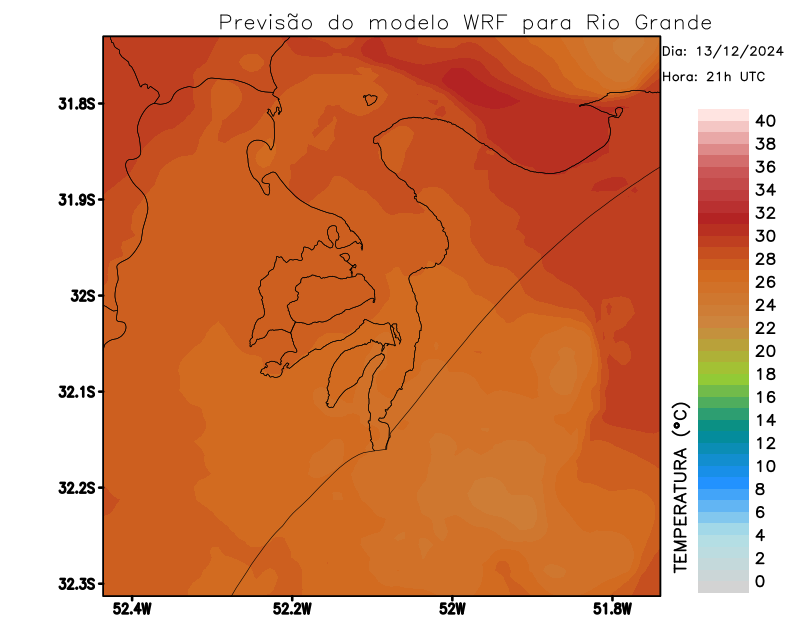 Previsão do modelo WRF para Rio Grande
Dia: 13/12/2024
Hora: 21h UTC
31.8S
31.9S
32S
32.1S
32.2S
32.3S
52.4W
52.2W
52W
51.8W
TEMPERATURA (°C)
40
38
36
34
32
30
28
26
24
22
20
18
16
14
12
10
8
6
4
2
0